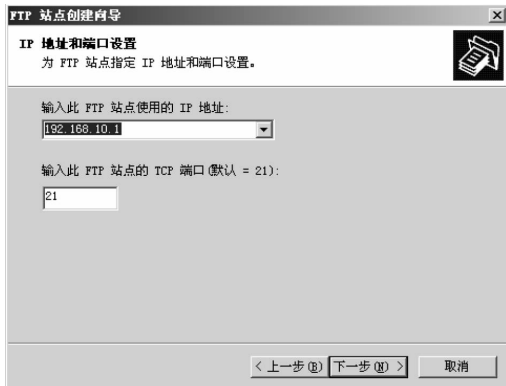 FTP 站点创建向导
IP 地址和端口设置
为 FTP 站点指定 IP 地址和端口设置。
输入此 FTP 站点使用的 IP 地址:
192.168.10.1
输入此 FTP 站点的 TCP 端口(默认 = 21):
21
< 上一步(B) 下一步(N) > 取消